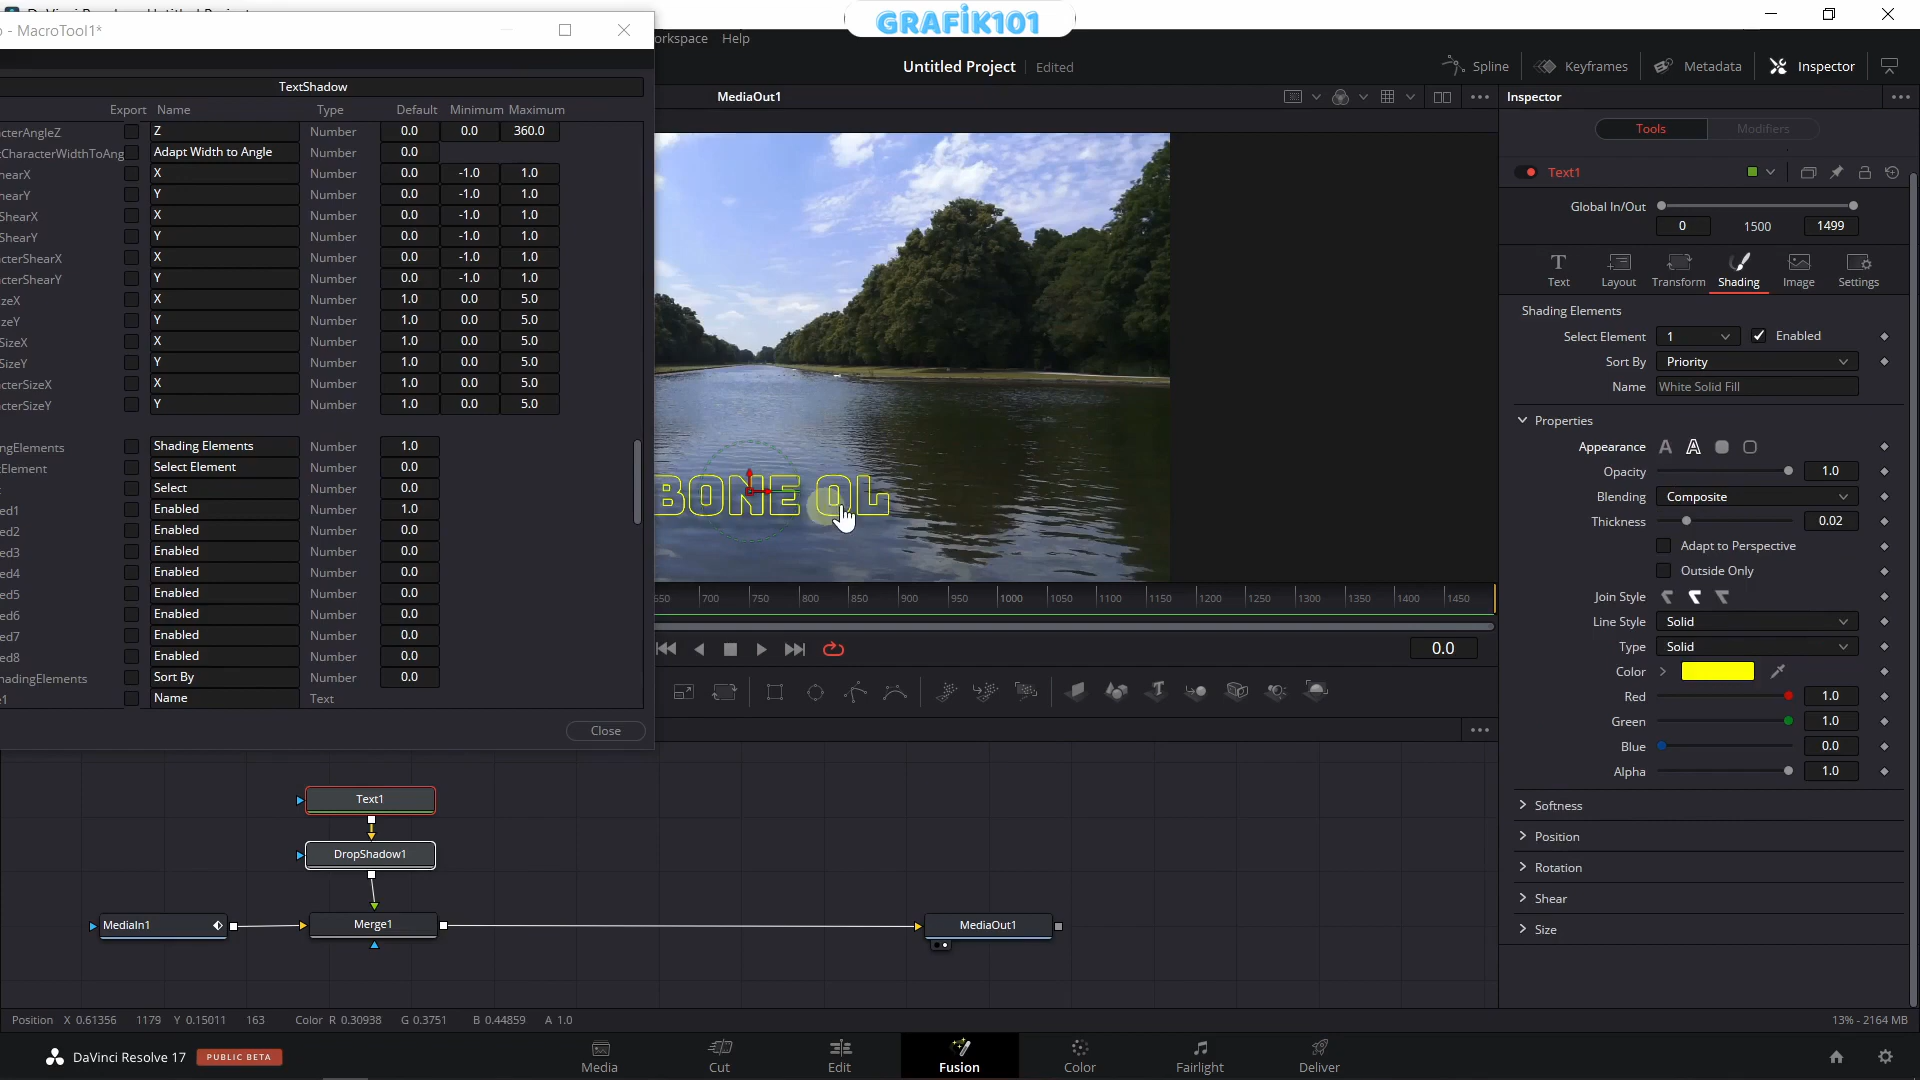 GRAFİK101
- MacroTool1*
orkspace Help
Untitled Project Edited
Spline Keyframes Metadata Inspector
MediaOut1
Inspector
TextShadow
Export Name Type Default Minimum Maximum
Tools Modifiers
Text1
Global In/Out
0 1500 1499
Text Layout Transform Shading Image Settings
Shading Elements
Select Element 1 Enabled
Sort By Priority
Name White Solid Fill
Properties
Appearance
Opacity 1.0
Blending Composite
Thickness 0.02
Adapt to Perspective
Outside Only
Join Style
Line Style Solid
Type Solid
Color
Red 1.0
Green 1.0
Blue 0.0
Alpha 1.0
Softness
Position
Rotation
Shear
Size
cterAngleZ Z Number 0.0 0.0 360.0
tCharacterWidthToAng Adapt Width to Angle Number 0.0
hearX X Number 0.0 -1.0 1.0
hearY Y Number 0.0 -1.0 1.0
ShearX X Number 0.0 -1.0 1.0
ShearY Y Number 0.0 -1.0 1.0
cterShearX X Number 0.0 -1.0 1.0
cterShearY Y Number 0.0 -1.0 1.0
zeX X Number 1.0 0.0 5.0
zeY Y Number 1.0 0.0 5.0
SizeX X Number 1.0 0.0 5.0
SizeY Y Number 1.0 0.0 5.0
cterSizeX X Number 1.0 0.0 5.0
cterSizeY Y Number 1.0 0.0 5.0
ngElements Shading Elements Number 1.0
tElement Select Element Number 0.0
Select Number 0.0
ed1 Enabled Number 1.0
ed2 Enabled Number 0.0
ed3 Enabled Number 0.0
ed4 Enabled Number 0.0
ed5 Enabled Number 0.0
ed6 Enabled Number 0.0
ed7 Enabled Number 0.0
ed8 Enabled Number 0.0
hadingElements Sort By Number 0.0
e1 Name Text
Close
BONE OL
650 700 750 800 850 900 950 1000 1050 1100 1150 1200 1250 1300 1350 1400 1450
0.0
Text1
DropShadow1
MediaIn1 Merge1 MediaOut1
Position X 0.61356 1179 Y 0.15011 163 Color R 0.30938 G 0.3751 B 0.44859 A 1.0
13% - 2164 MB
DaVinci Resolve 17 PUBLIC BETA
Media Cut Edit Fusion Color Fairlight Deliver